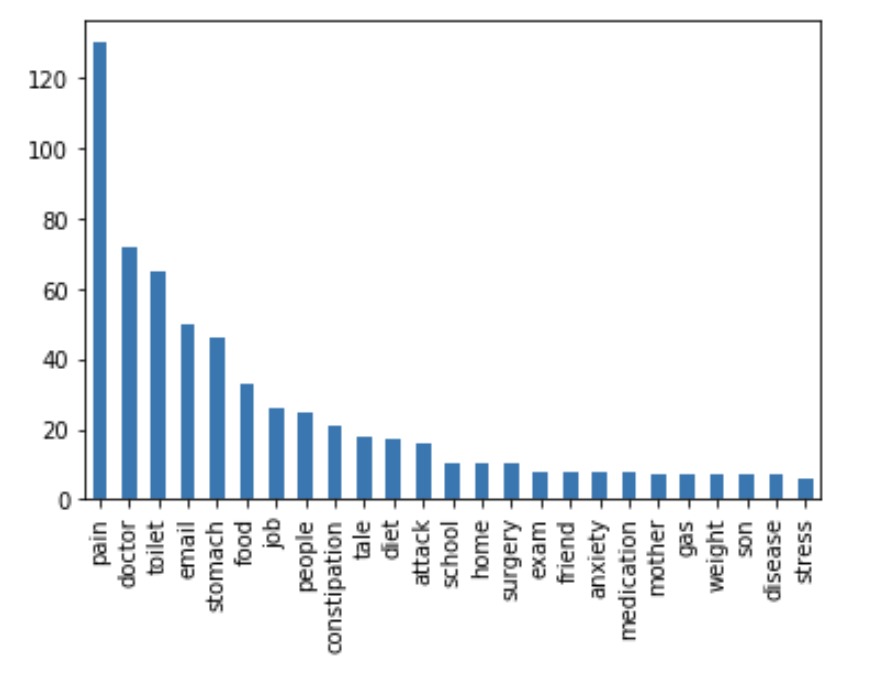 120
100
80
60
40
20
0
pain
doctor
toilet
email
stomach
food
job
people
constipation
tale
diet
attack
school
home
surgery
exam
friend
anxiety
medication
mother
gas
weight
son
disease
stress